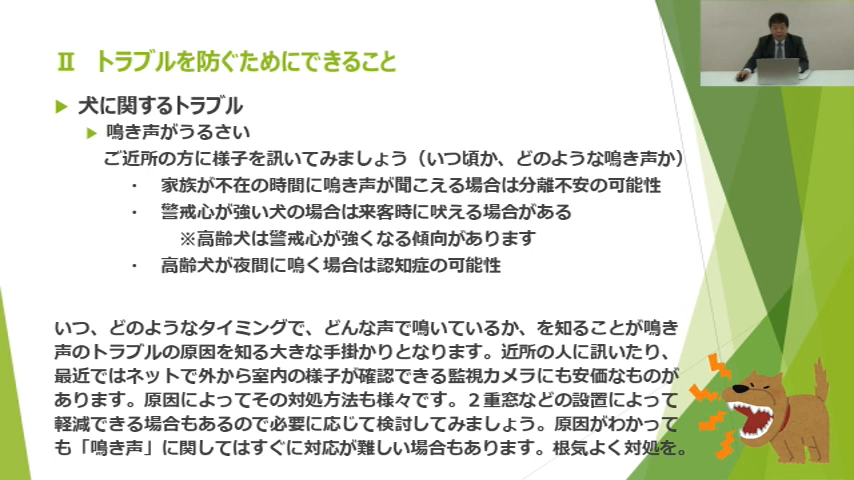 Ⅱ トラブルを防ぐためにできること
犬に関するトラブル
鳴き声がうるさい
ご近所の方に様子を訊いてみましょう（いつ頃か、どのような鳴き声か）
・ 家族が不在の時間に鳴き声が聞こえる場合は分離不安の可能性
・ 警戒心が強い犬の場合は来客時に吠える場合がある
※高齢犬は警戒心が強くなる傾向があります
・ 高齢犬が夜間に鳴く場合は認知症の可能性
いつ、どのようなタイミングで、どんな声で鳴いているか、を知ることが鳴き
声のトラブルの原因を知る大きな手掛かりとなります。近所の人に訊いたり、
最近ではネットで外から室内の様子が確認できる監視カメラにも安価なものが
あります。原因によってその対処方法も様々です。２重窓などの設置によって
軽減できる場合もあるので必要に応じて検討してみましょう。原因がわかって
も「鳴き声」に関してはすぐに対応が難しい場合もあります。根気よく対処を。